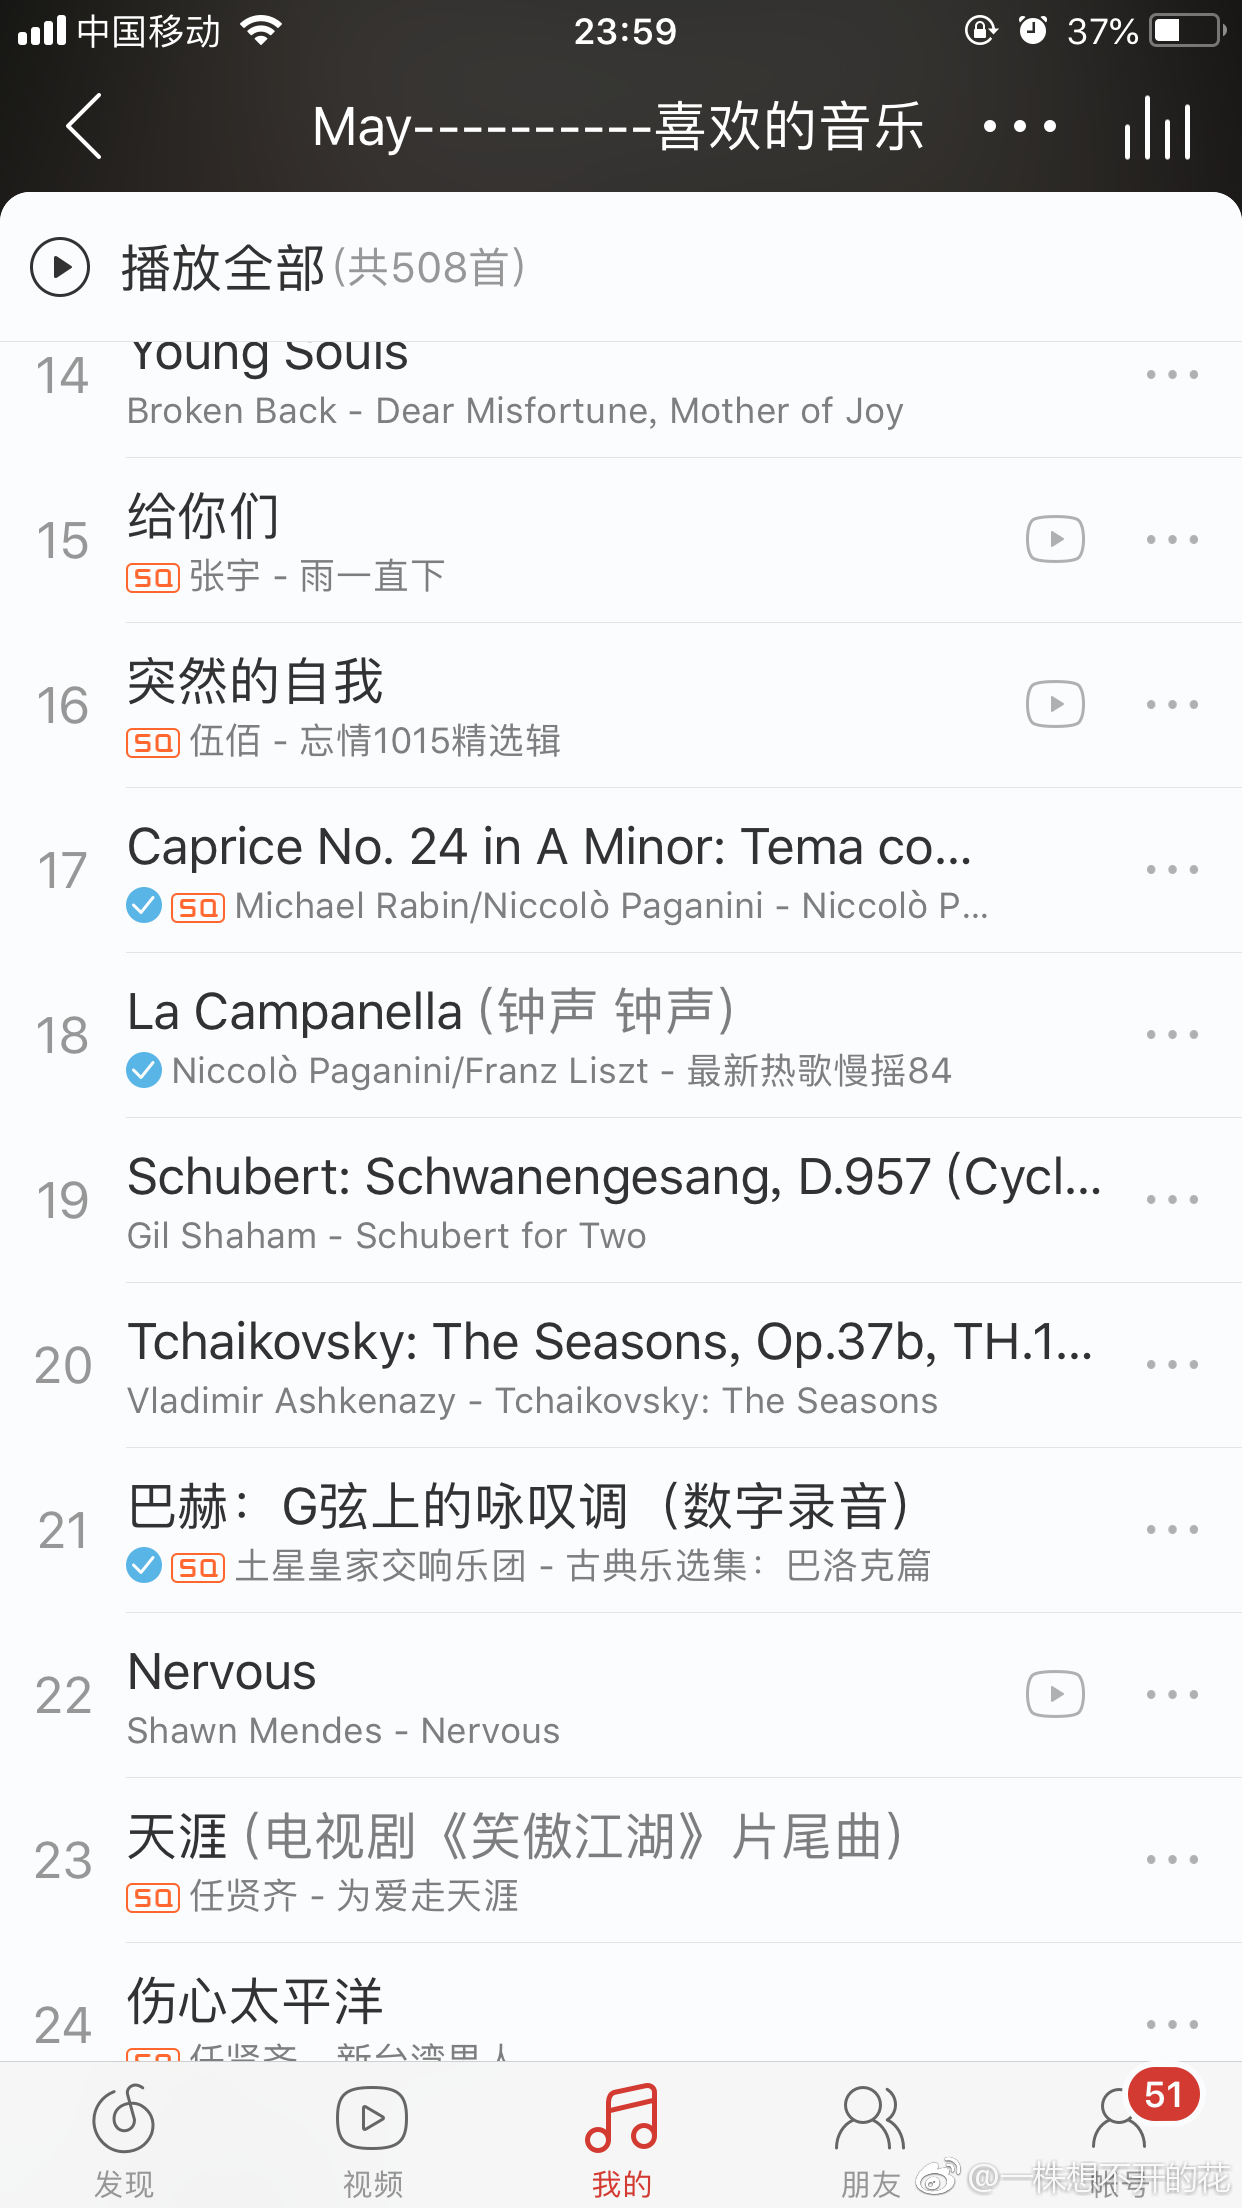 中国移动 23:59 37%
May----------喜欢的音乐
播放全部(共508首)
14 Young Souls
Broken Back - Dear Misfortune, Mother of Joy
15 给你们
SQ 张宇 - 雨一直下
16 突然的自我
SQ 伍佰 - 忘情1015精选辑
17 Caprice No. 24 in A Minor: Tema co...
SQ Michael Rabin/Niccolò Paganini - Niccolò P...
18 La Campanella (钟声 钟声)
Niccolò Paganini/Franz Liszt - 最新热歌慢摇84
19 Schubert: Schwanengesang, D.957 (Cycl...
Gil Shaham - Schubert for Two
20 Tchaikovsky: The Seasons, Op.37b, TH.1...
Vladimir Ashkenazy - Tchaikovsky: The Seasons
21 巴赫：G弦上的咏叹调（数字录音）
SQ 土星皇家交响乐团 - 古典乐选集：巴洛克篇
22 Nervous
Shawn Mendes - Nervous
23 天涯 (电视剧《笑傲江湖》片尾曲)
SQ 任贤齐 - 为爱走天涯
24 伤心太平洋
SQ 任贤齐 - 新台湾男人
51
发现 视频 我的 朋友 帐号
@一株想不开的花